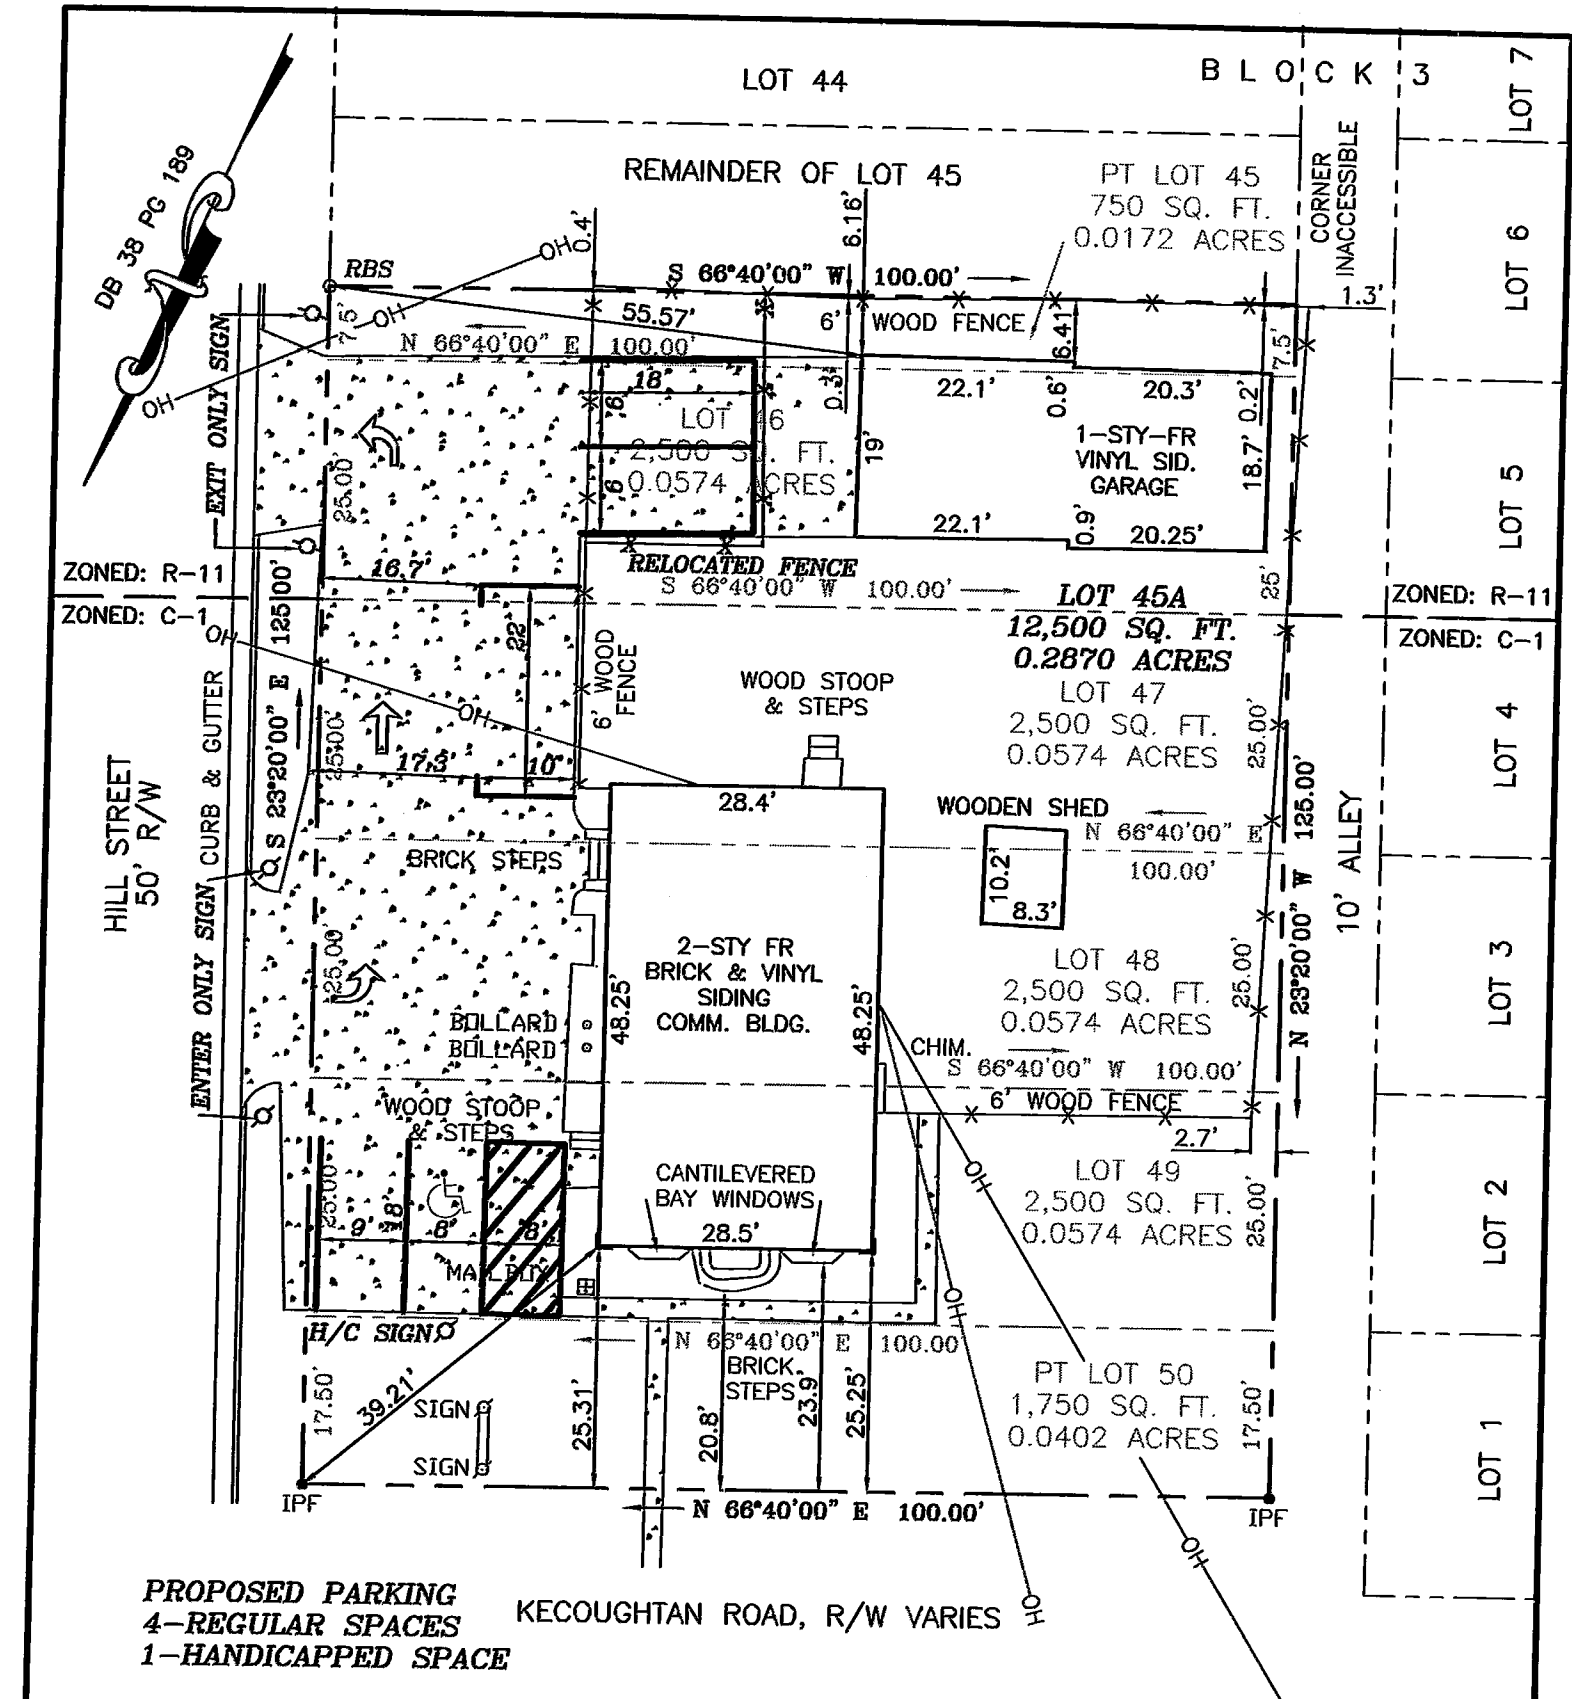 LOT 44
BLOCK 3
LOT 7
REMAINDER OF LOT 45
PT LOT 45
750 SQ. FT.
0.0172 ACRES
CORNER
INACCESSIBLE
LOT 6
DB 38 PG 189
OH
0.4'
6.16'
RBS
S 66°40'00" W 100.00'
1.3'
7.5'
OH
55.57'
6'
WOOD FENCE
6.41'
7.5'
N 66°40'00" E 100.00'
EXIT ONLY SIGN
OH
18'
9'
0.3'
22.1'
0.6'
20.3'
0.2'
LOT 46
2,500 SQ. FT.
0.0574 ACRES
9'
19'
1-STY-FR
VINYL SID.
GARAGE
18.7'
LOT 5
25.00'
22.1'
0.9'
20.25'
RELOCATED FENCE
16.7'
S 66°40'00" W 100.00'
25'
ZONED: R-11
ZONED: C-1
ZONED: R-11
ZONED: C-1
LOT 45A
12,500 SQ. FT.
0.2870 ACRES
OH
22'
6' WOOD
FENCE
WOOD STOOP
& STEPS
LOT 47
2,500 SQ. FT.
0.0574 ACRES
25.00'
LOT 4
S 23°20'00" E 125.00'
25.00'
OH
17.3'
10'
HILL STREET
50' R/W
CURB & GUTTER
28.4'
WOODEN SHED
N 66°40'00" E
100.00'
125.00'
10' ALLEY
BRICK STEPS
10.2'
8.3'
ENTER ONLY SIGN
25.00'
2-STY FR
BRICK & VINYL
SIDING
COMM. BLDG.
48.25'
48.25'
LOT 48
2,500 SQ. FT.
0.0574 ACRES
25.00'
N 23°20'00" W
LOT 3
BOLLARD
BOLLARD
CHIM.
S 66°40'00" W 100.00'
6' WOOD FENCE
2.7'
WOOD STOOP
& STEPS
CANTILEVERED
BAY WINDOWS
28.5'
OH
LOT 49
2,500 SQ. FT.
0.0574 ACRES
25.00'
LOT 2
25.00'
9'
18'
8'
8'
MAILBOX
OH
H/C SIGN
N 66°40'00" E 100.00'
BRICK
STEPS
17.50'
39.21'
SIGN
SIGN
25.31'
20.8'
23.9'
25.25'
PT LOT 50
1,750 SQ. FT.
0.0402 ACRES
17.50'
LOT 1
IPF
N 66°40'00" E 100.00'
IPF
OH
PROPOSED PARKING
4-REGULAR SPACES
1-HANDICAPPED SPACE
KECOUGHTAN ROAD, R/W VARIES
OH